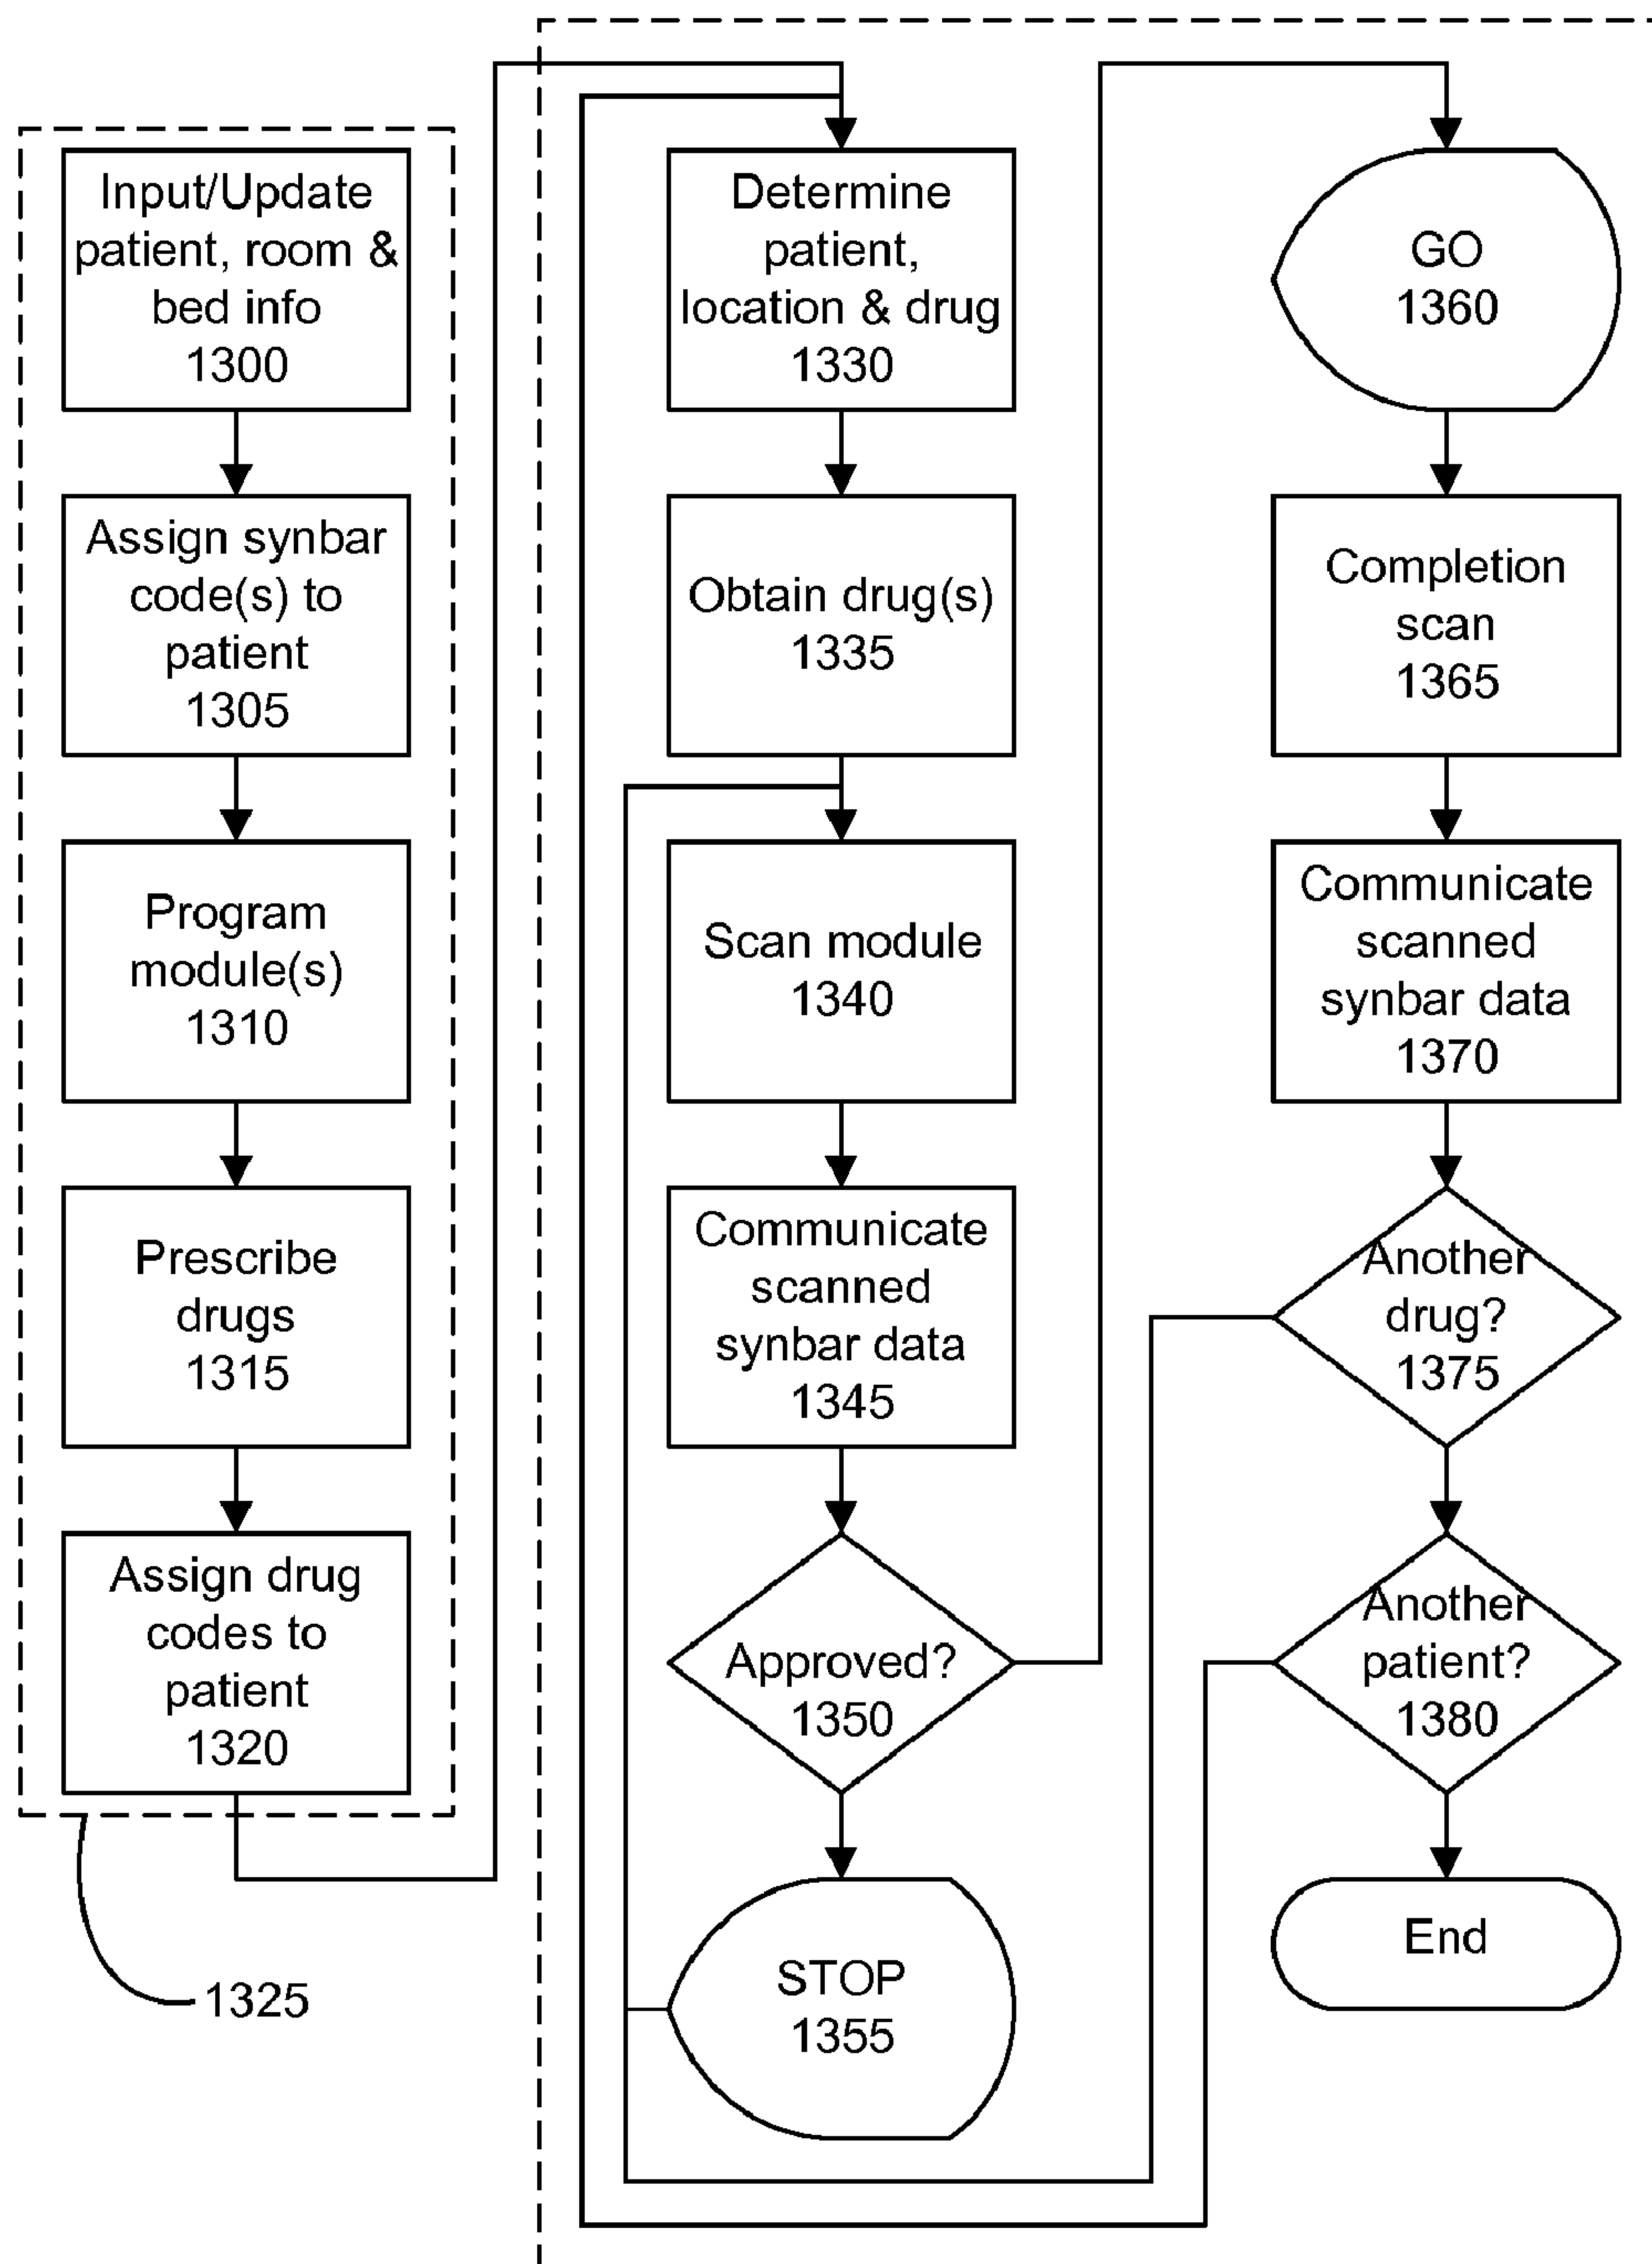 Input/Update
patient, room &
bed info
1300
Assign synbar
code(s) to
patient
1305
Program
module(s)
1310
Prescribe
drugs
1315
Assign drug
codes to
patient
1320
1325
Determine
patient,
location & drug
1330
Obtain drug(s)
1335
Scan module
1340
Communicate
scanned
synbar data
1345
Approved?
1350
STOP
1355
GO
1360
Completion
scan
1365
Communicate
scanned
synbar data
1370
Another
drug?
1375
Another
patient?
1380
End